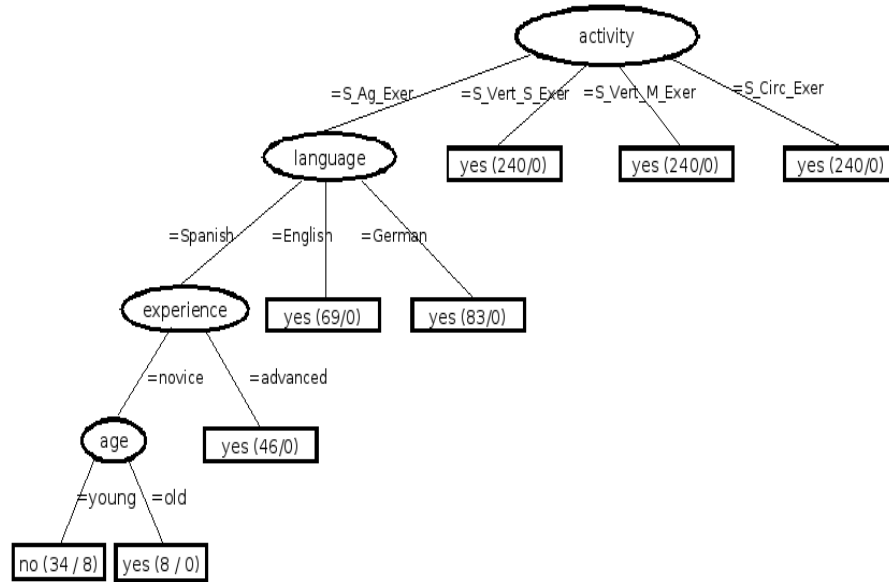 activity
=S_Ag_Exer
=S_Vert_S_Exer
=S_Vert_M_Exer
=S_Circ_Exer
language
yes (240/0)
yes (240/0)
yes (240/0)
=Spanish
=English
=German
experience
yes (69/0)
yes (83/0)
=novice
=advanced
age
yes (46/0)
=young
=old
no (34 / 8)
yes (8 / 0)